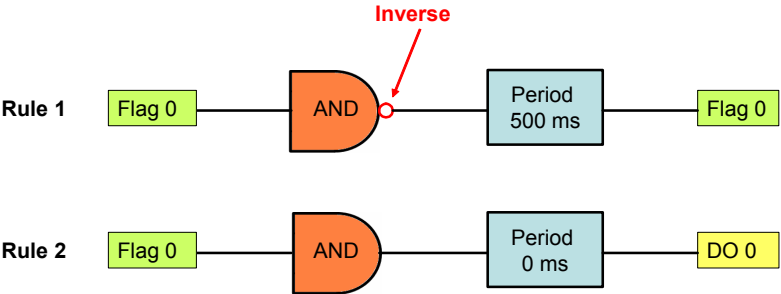 Inverse
Rule 1
Flag 0
AND
Period
500 ms
Flag 0
Rule 2
Flag 0
AND
Period
0 ms
DO 0